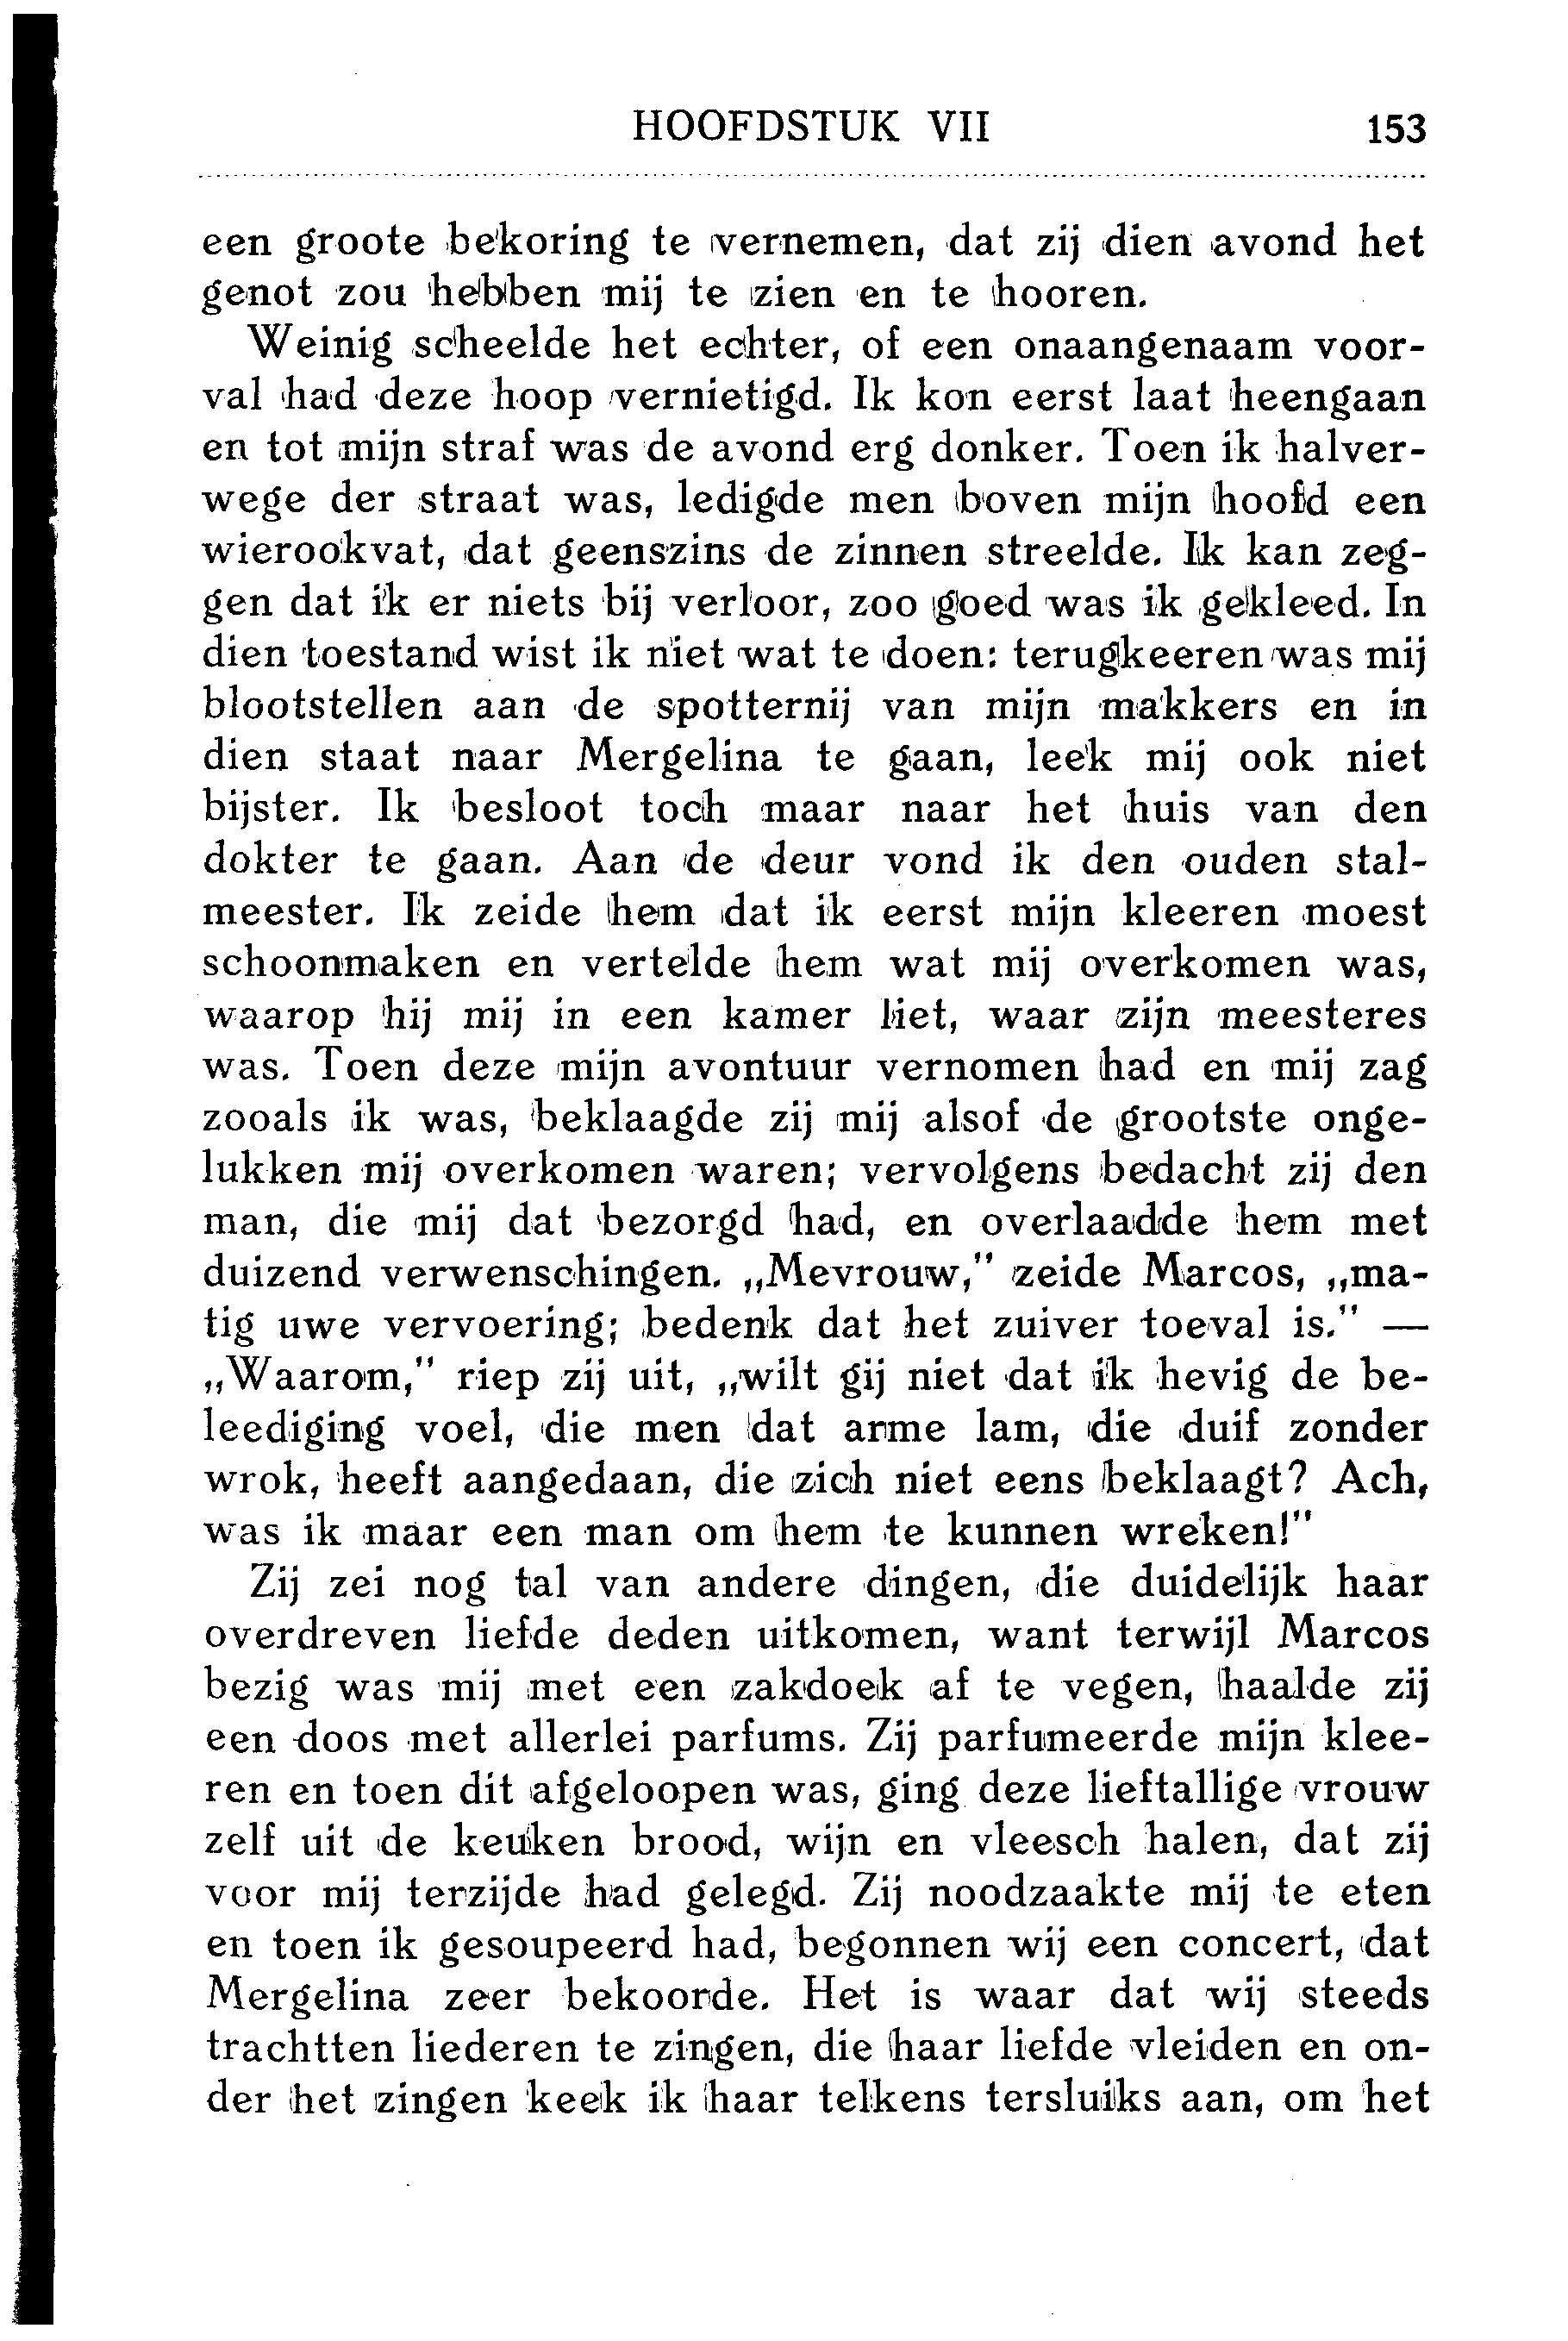 HOOFDSTUK VII 153
een groote bekoring te vernemen, dat zij dien avond het
genot zou hebben mij te zien en te hooren.
Weinig scheelde het echter, of een onaangenaam voor-
val had deze hoop vernietigd. Ik kon eerst laat heengaan
en tot mijn straf was de avond erg donker. Toen ik halver-
wege der straat was, ledigde men boven mijn hoofd een
wierookvat, dat geenszins de zinnen streelde. Ik kan zeg-
gen dat ik er niets bij verloor, zoo goed was ik gekleed. In
dien toestand wist ik niet wat te doen: terugkeeren was mij
blootstellen aan de spotternij van mijn makkers en in
dien staat naar Mergelina te gaan, leek mij ook niet
bijster. Ik besloot toch maar naar het huis van den
dokter te gaan. Aan de deur vond ik den ouden stal-
meester. Ik zeide hem dat ik eerst mijn kleeren moest
schoonmaken en vertelde hem wat mij overkomen was,
waarop hij mij in een kamer liet, waar zijn meesteres
was. Toen deze mijn avontuur vernomen had en mij zag
zooals ik was, beklaagde zij mij alsof de grootste onge-
lukken mij overkomen waren; vervolgens bedacht zij den
man, die mij dat bezorgd had, en overlaadde hem met
duizend verwenschingen. „Mevrouw,” zeide Marcos, „ma-
tig uwe vervoering; bedenk dat het zuiver toeval is.” —
„Waarom,” riep zij uit, „wilt gij niet dat ik hevig de be-
leediging voel, die men dat arme lam, die duif zonder
wrok, heeft aangedaan, die zich niet eens beklaagt? Ach,
was ik maar een man om hem te kunnen wreken!”
Zij zei nog tal van andere dingen, die duidelijk haar
overdreven liefde deden uitkomen, want terwijl Marcos
bezig was mij met een zakdoek af te vegen, haalde zij
een doos met allerlei parfums. Zij parfumeerde mijn klee-
ren en toen dit afgeloopen was, ging deze lieftallige vrouw
zelf uit de keuken brood, wijn en vleesch halen, dat zij
voor mij terzijde had gelegd. Zij noodzaakte mij te eten
en toen ik gesoupeerd had, begonnen wij een concert, dat
Mergelina zeer bekoorde. Het is waar dat wij steeds
trachtten liederen te zingen, die haar liefde vleiden en on-
der het zingen keek ik haar telkens tersluiks aan, om het